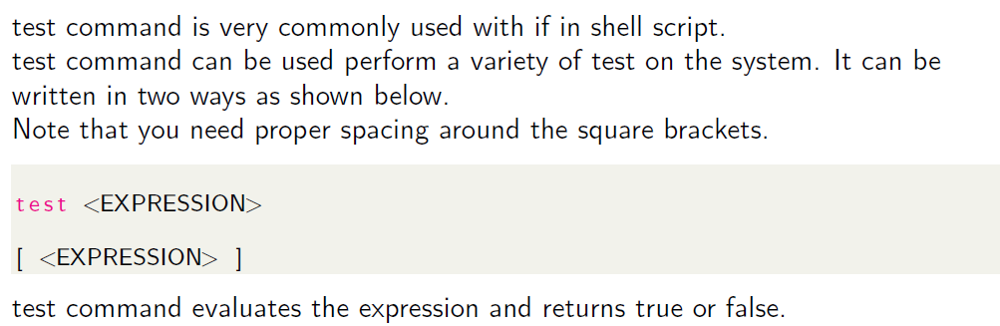 test command is very commonly used with if in shell script.
test command can be used perform a variety of test on the system. It can be
written in two ways as shown below.
Note that you need proper spacing around the square brackets.
test <EXPRESSION>
[ <EXPRESSION> ]
test command evaluates the expression and returns true or false.